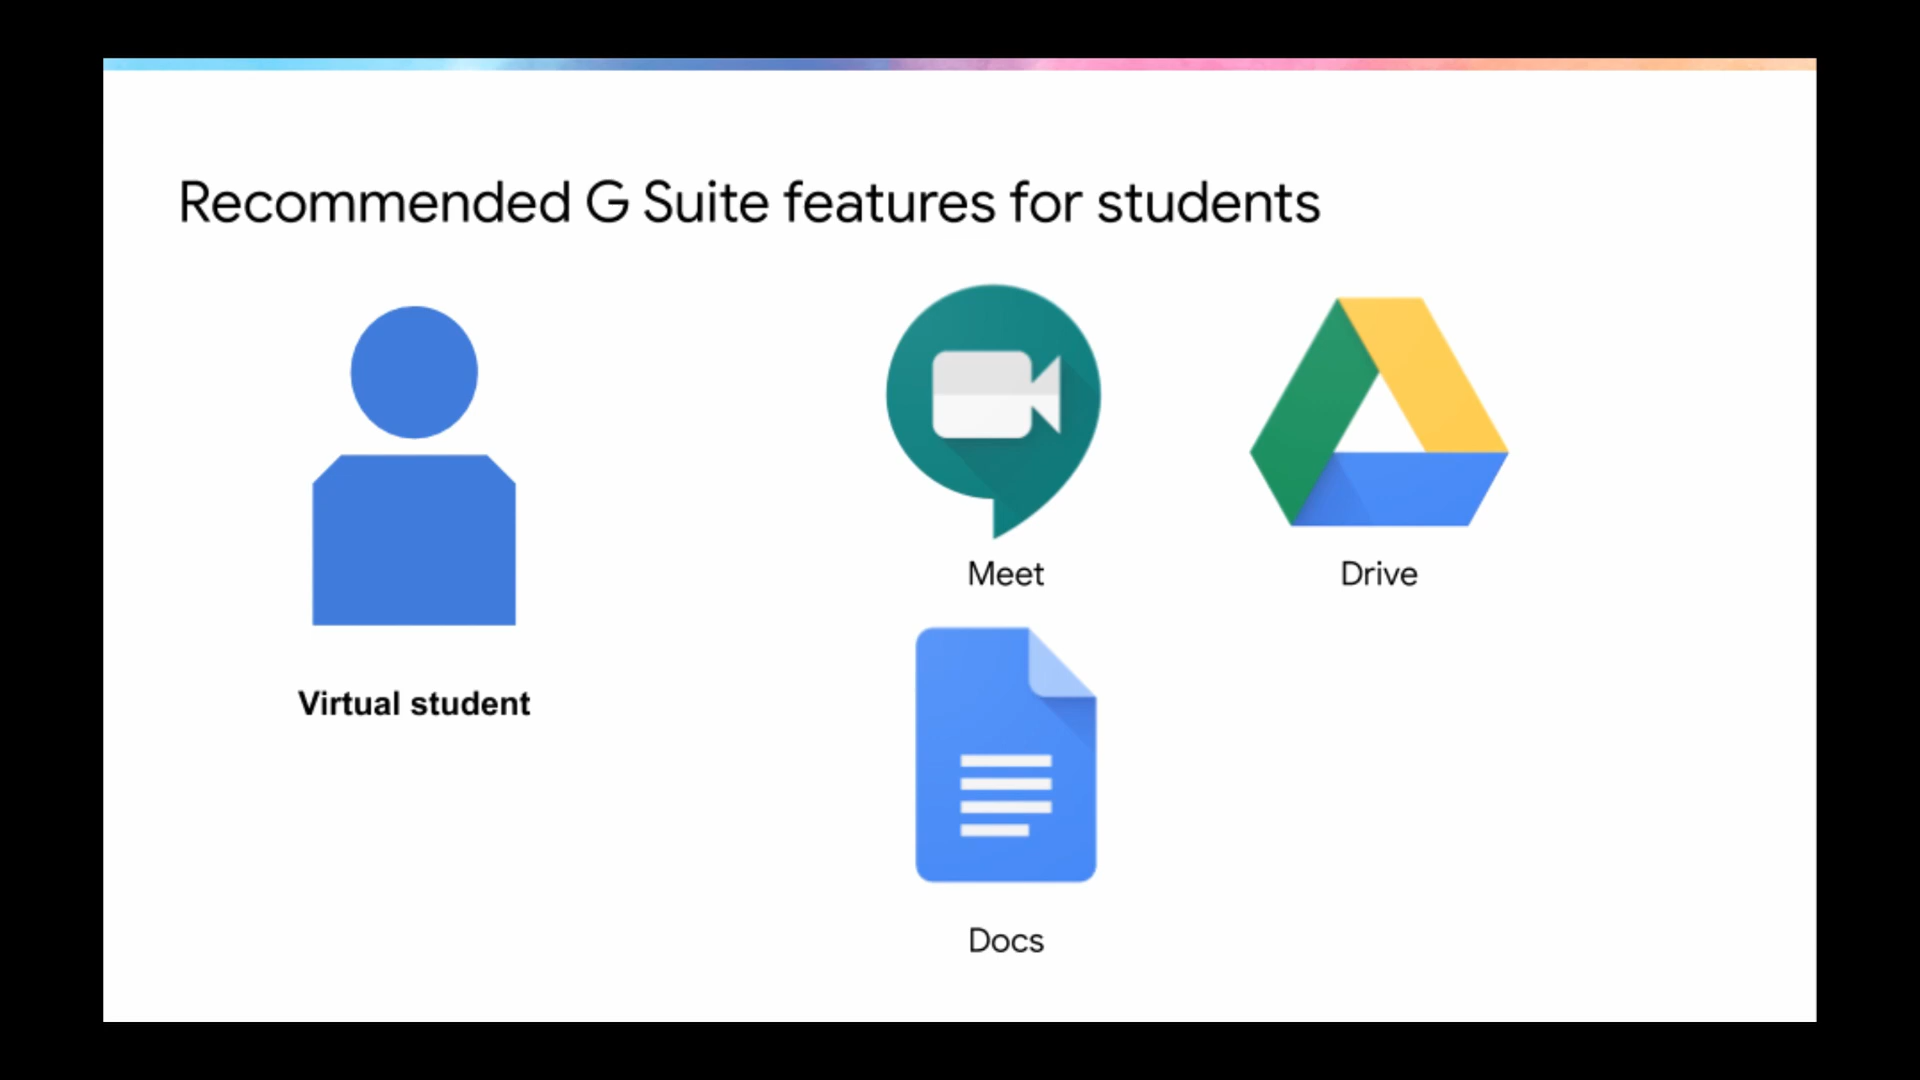 Recommended G Suite features for students
Virtual student
Meet
Drive
Docs